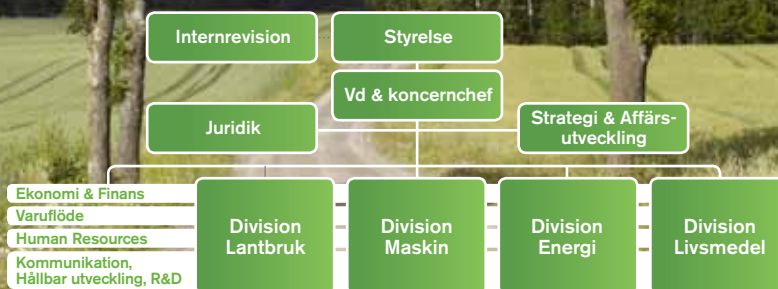 Internrevision
Styrelse
Vd & koncernchef
Juridik
Strategi & Affärs-
utveckling
Ekonomi & Finans
Varuflöde
Human Resources
Kommunikation,
Hållbar utveckling, R&D
Division
Lantbruk
Division
Maskin
Division
Energi
Division
Livsmedel